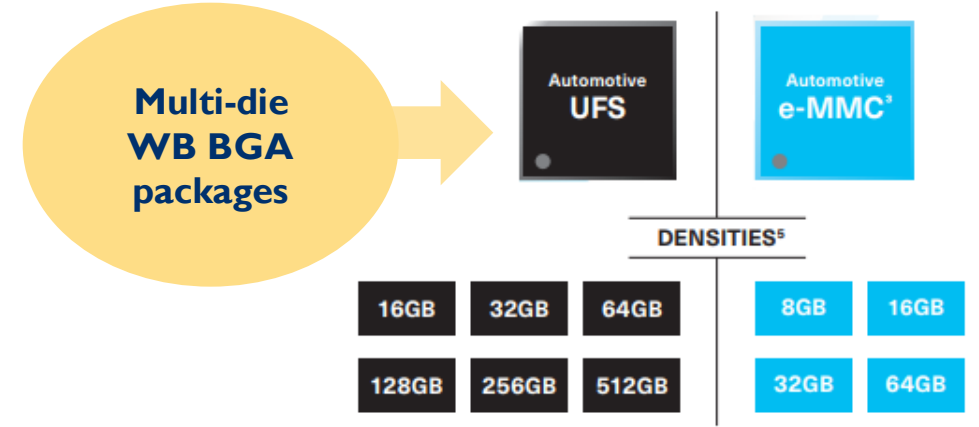 Multi-die
WB BGA
packages
Automotive
UFS
Automotive
e-MMC³
DENSITIES⁵
16GB 32GB 64GB
128GB 256GB 512GB
8GB 16GB
32GB 64GB